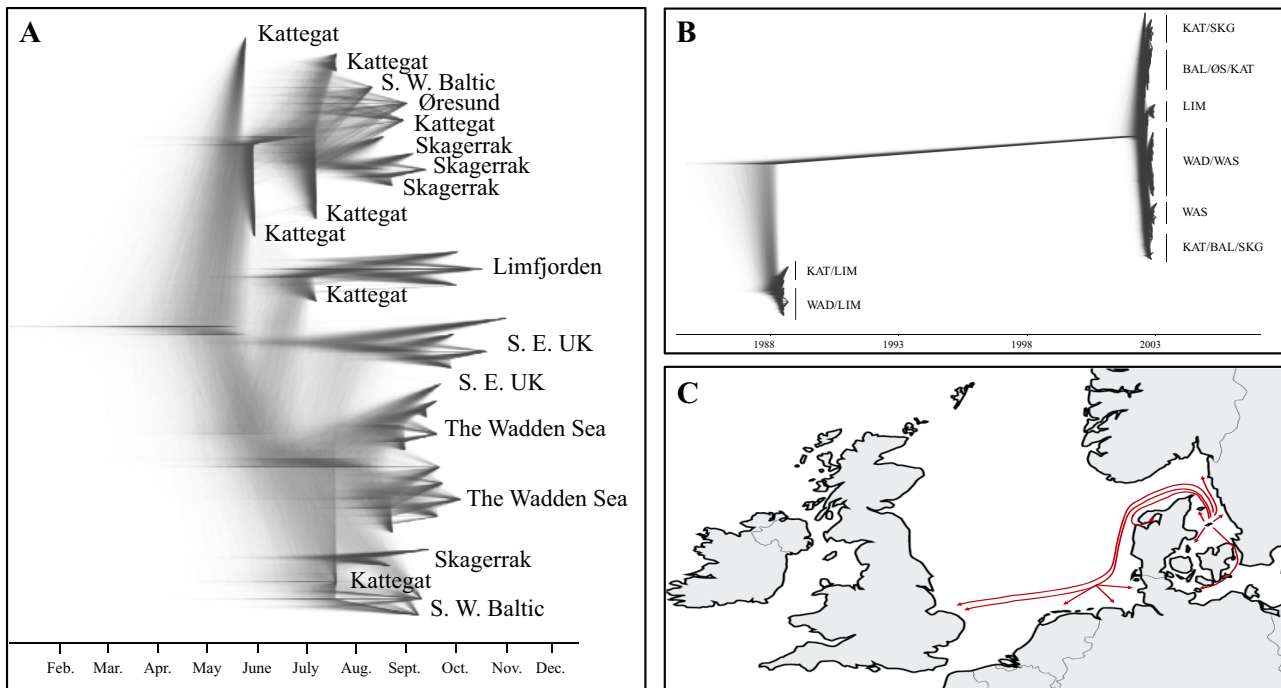 A
Kattegat
Kattegat
S. W. Baltic
Øresund
Kattegat
Skagerrak
Skagerrak
Skagerrak
Kattegat
Kattegat
Limfjorden
Kattegat
S. E. UK
S. E. UK
The Wadden Sea
The Wadden Sea
Skagerrak
Kattegat
S. W. Baltic
Feb. Mar. Apr. May June July Aug. Sept. Oct. Nov. Dec.
B
KAT/SKG
BAL/ØS/KAT
LIM
WAD/WAS
WAS
KAT/BAL/SKG
KAT/LIM
WAD/LIM
1988 1993 1998 2003
C